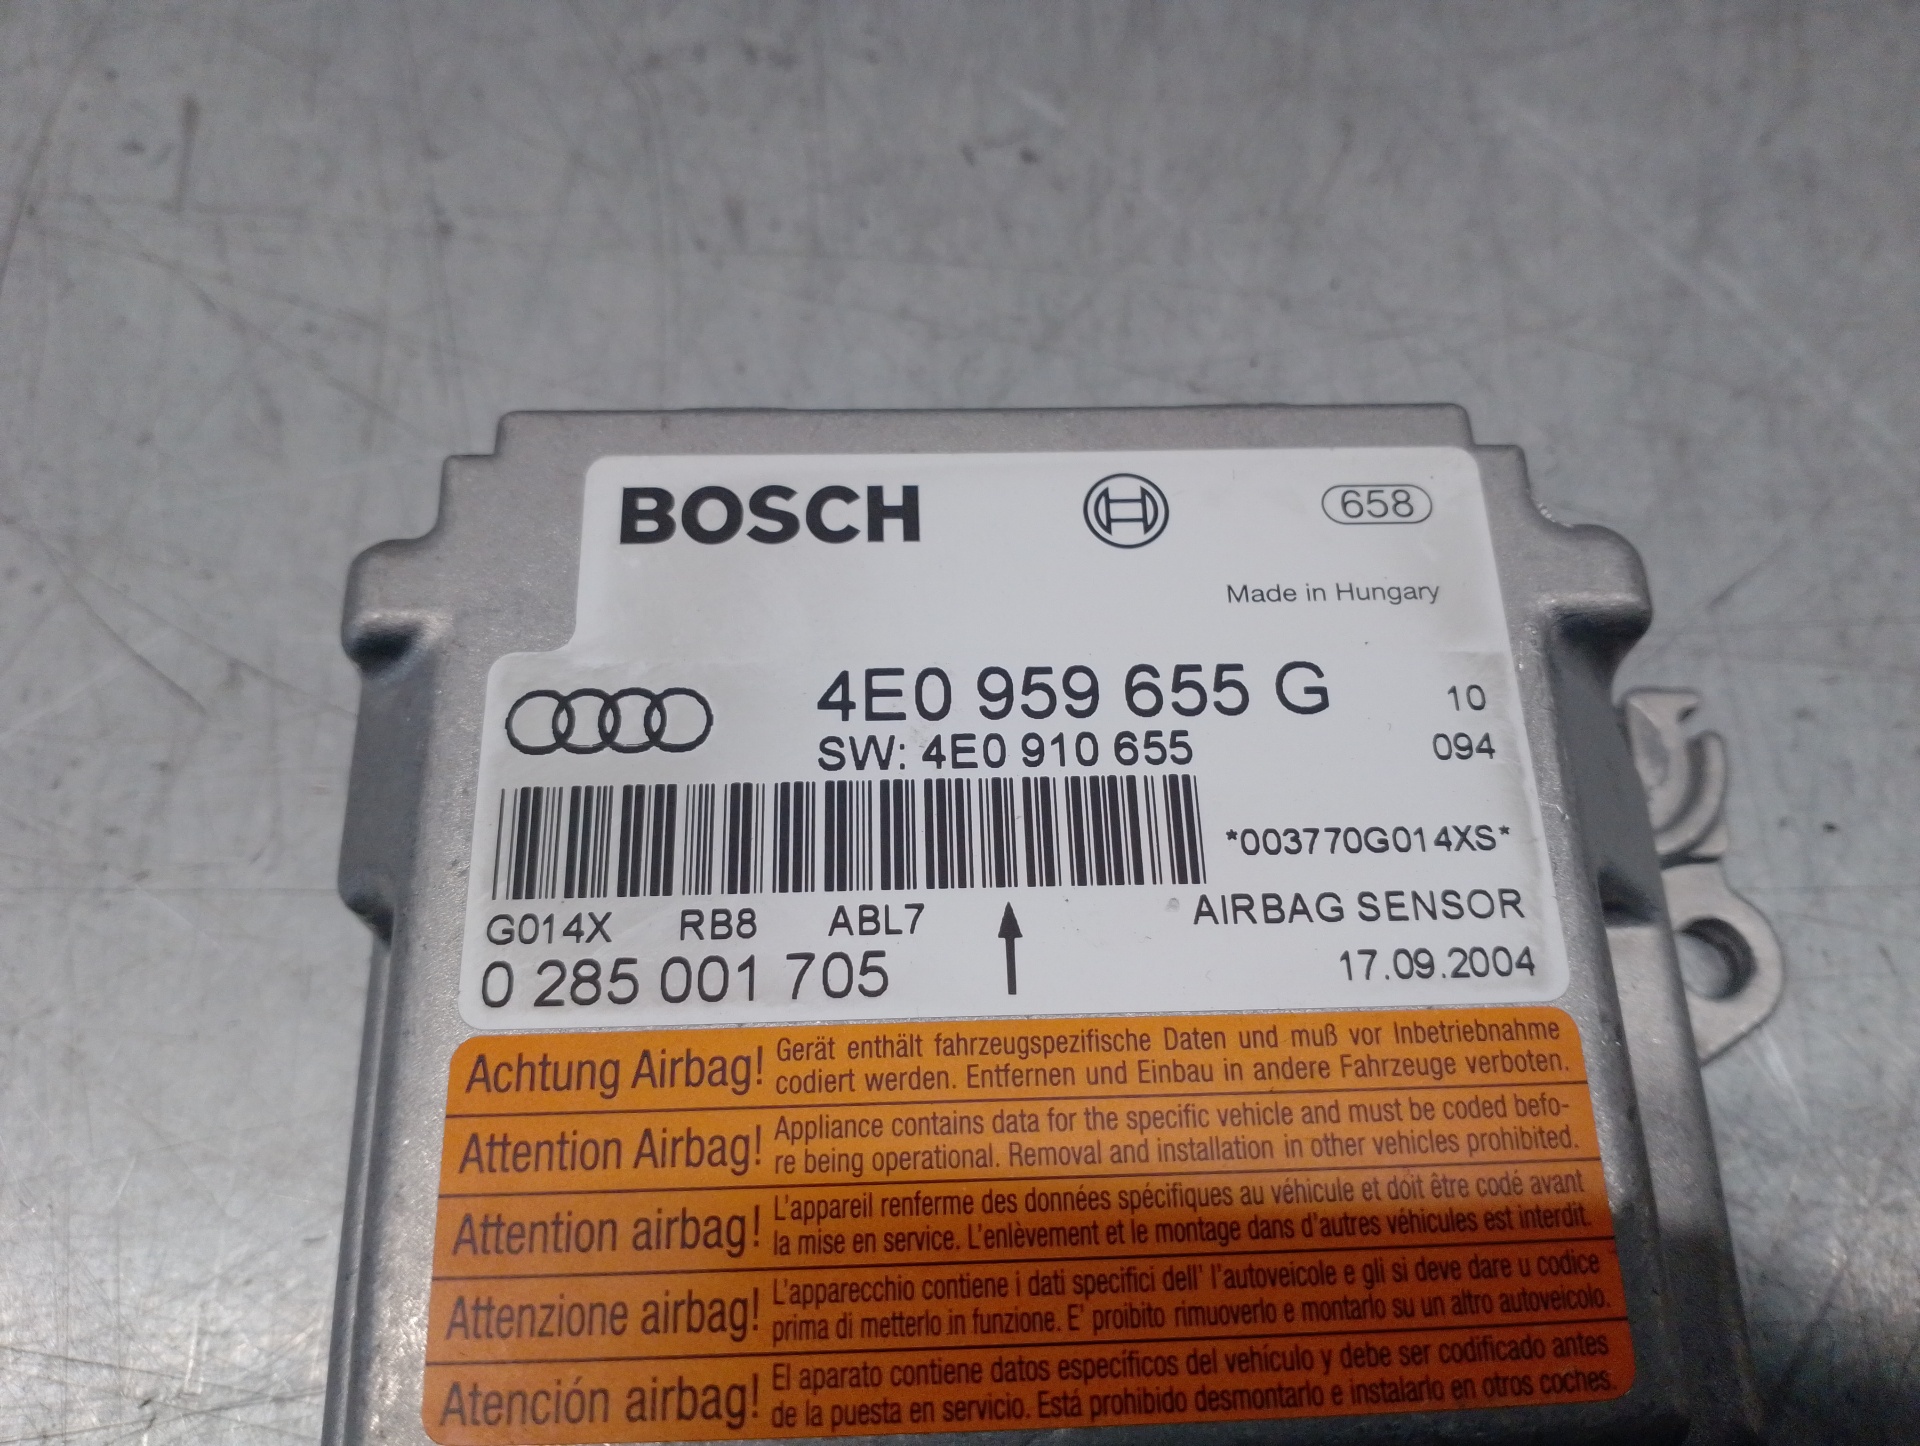 BOSCH
658
Made in Hungary
4E0 959 655 G
10
SW: 4E0 910 655
094
*003770G014XS*
G014X RB8 ABL7
AIRBAG SENSOR
0 285 001 705
17.09.2004
Achtung Airbag!
Gerät enthält fahrzeugspezifische Daten und muß vor Inbetriebnahme
codiert werden. Entfernen und Einbau in andere Fahrzeuge verboten.
Attention Airbag!
Appliance contains data for the specific vehicle and must be coded befo-
re being operational. Removal and installation in other vehicles prohibited.
Attention airbag!
L'appareil renferme des données spécifiques au véhicule et doit être codé avant
la mise en service. L'enlèvement et le montage dans d'autres véhicules est interdit.
Attenzione airbag!
L'apparecchio contiene i dati specifici dell' l'autoveicole e gli si deve dare u codice
prima di metterlo in funzione. E' proibito rimuoverlo e montarlo su un altro autoveicolo.
Atención airbag!
El aparato contiene datos específicos del vehículo y debe ser codificado antes
de la puesta en servicio. Está prohibido desmontarlo e instalarlo en otros coches.